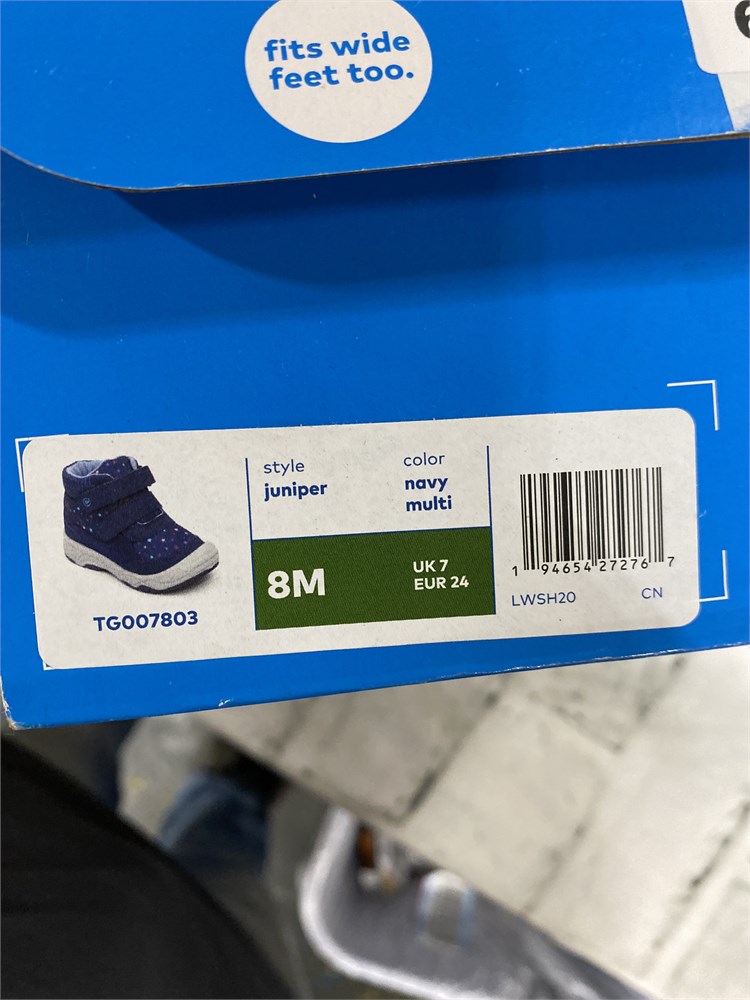 fits wide
feet too.
style
juniper
color
navy
multi
8M
UK 7
EUR 24
TG007803
1 94654 27276 7
LWSH20 CN